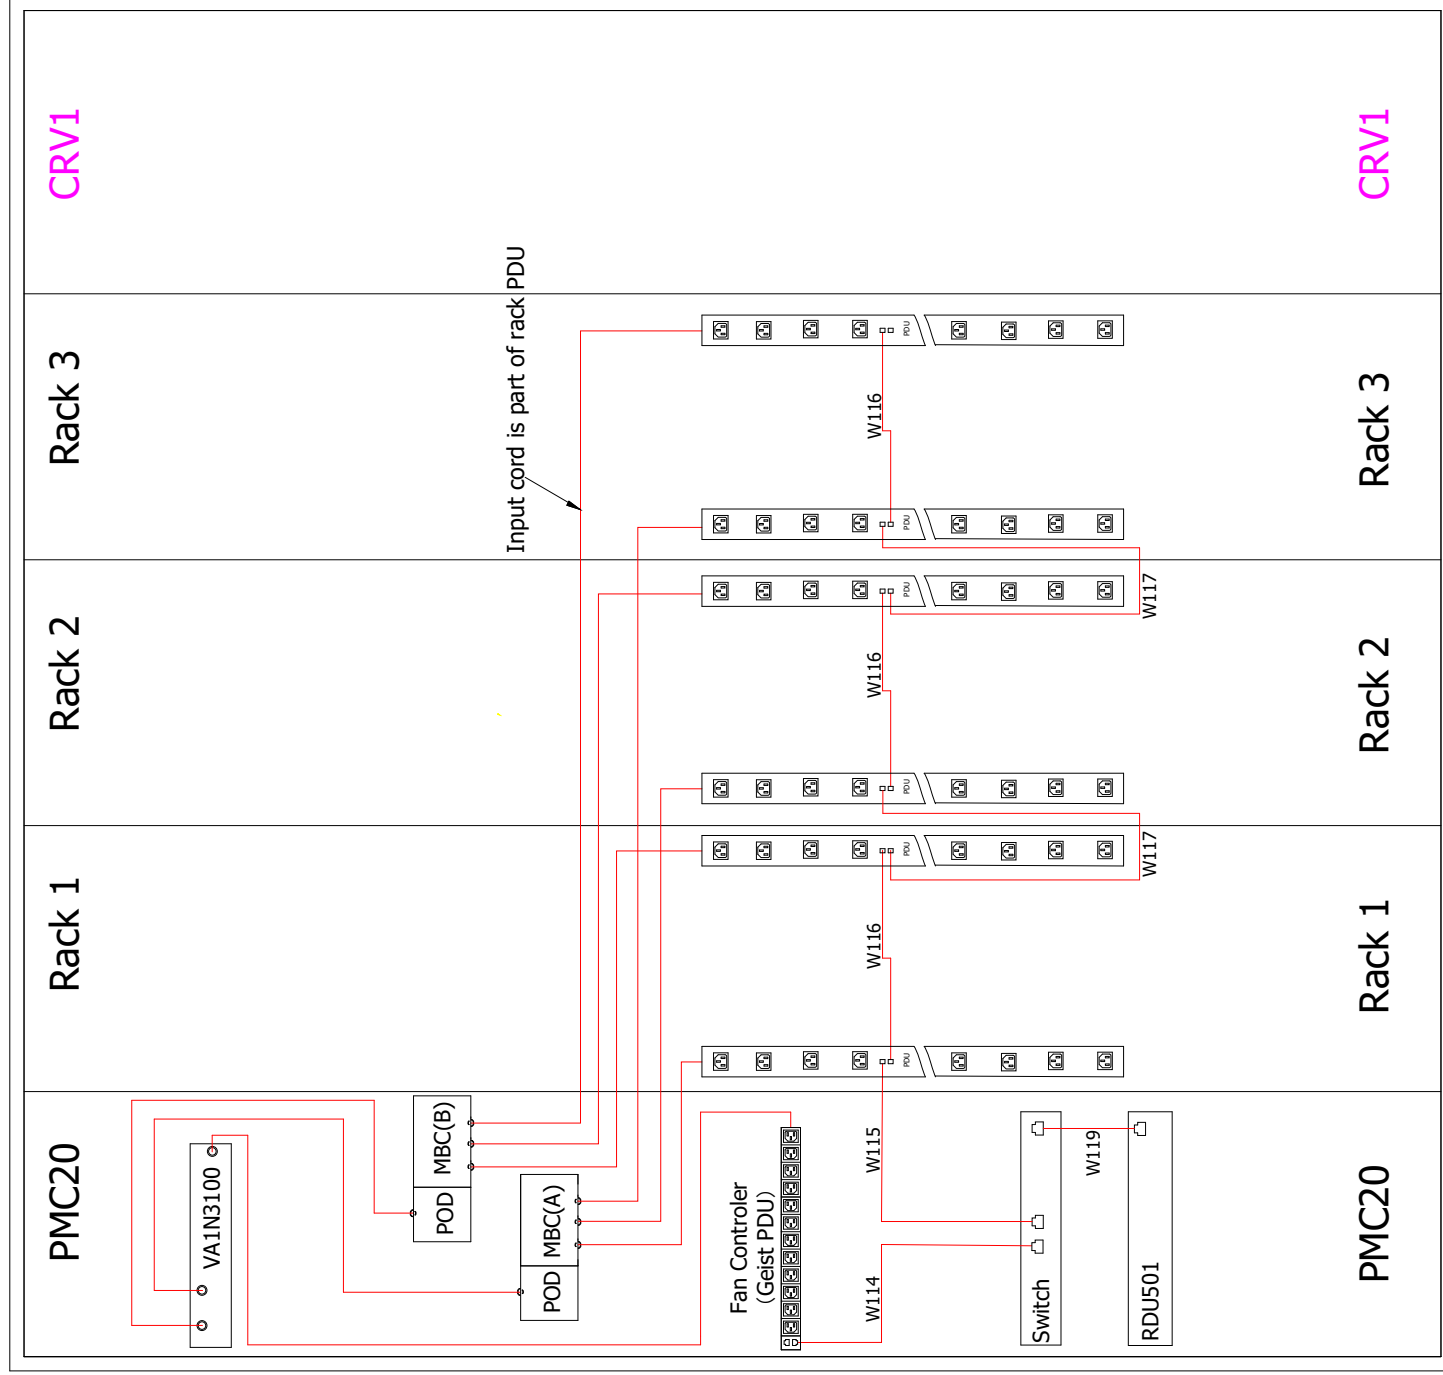 CRV1
CRV1
Rack 3
Input cord is part of rack PDU
PDU
W116
PDU
Rack 3
Rack 2
PDU
W117
W116
PDU
Rack 2
Rack 1
PDU
W117
W116
PDU
Rack 1
PMC20
VA1N3100
POD
MBC(B)
POD
MBC(A)
Fan Controler
(Geist PDU)
W115
W114
Switch
W119
RDU501
PMC20